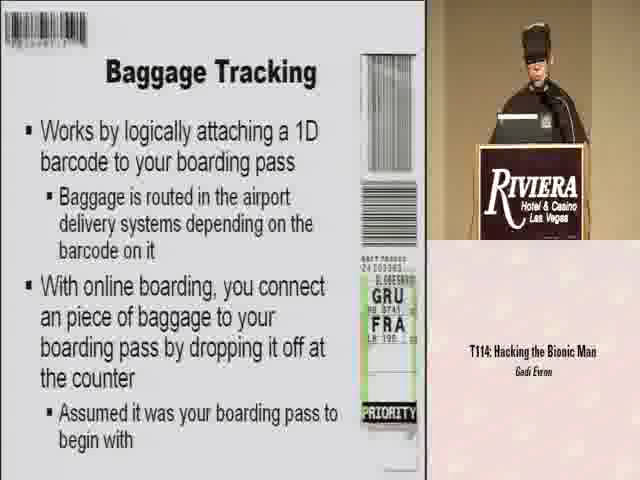 Baggage Tracking
▪ Works by logically attaching a 1D
barcode to your boarding pass
▪ Baggage is routed in the airport
delivery systems depending on the
barcode on it
▪ With online boarding, you connect
an piece of baggage to your
boarding pass by dropping it off at
the counter
▪ Assumed it was your boarding pass to
begin with
GRU
FRA
PRIORITY
RIVIERA
Hotel & Casino
Las Vegas
T114: Hacking the Bionic Man
Gadi Evron